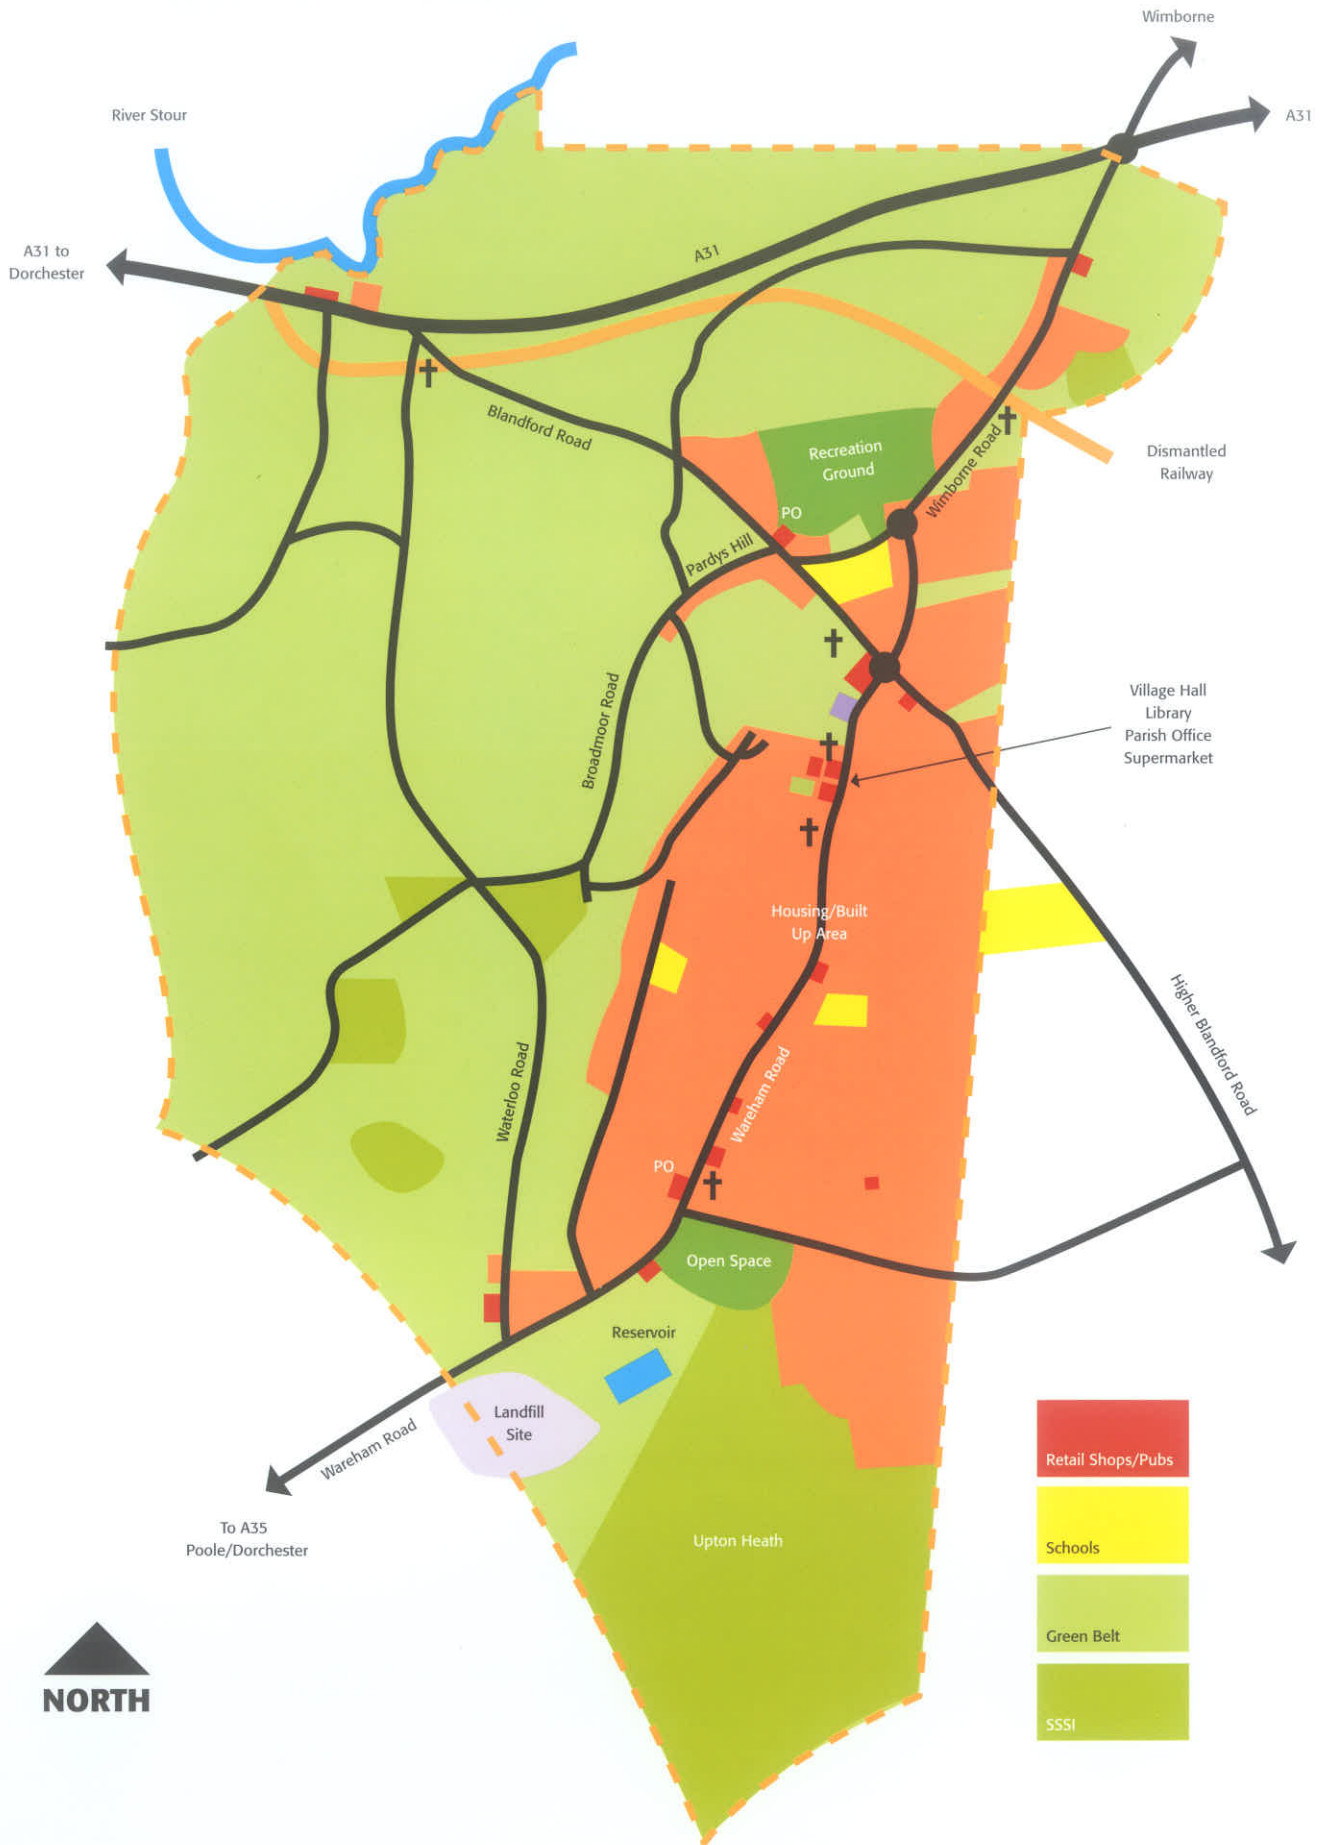 Wimborne
A31
River Stour
A31 to
Dorchester
A31
Blandford Road
Recreation
Ground
Wimborne Road
Dismantled
Railway
PO
Pardys Hill
Broadmoor Road
Village Hall
Library
Parish Office
Supermarket
Housing/Built
Up Area
Higher Blandford Road
Waterloo Road
Wareham Road
PO
Open Space
Reservoir
Landfill
Site
Wareham Road
To A35
Poole/Dorchester
Upton Heath
Retail Shops/Pubs
Schools
Green Belt
SSSI
NORTH